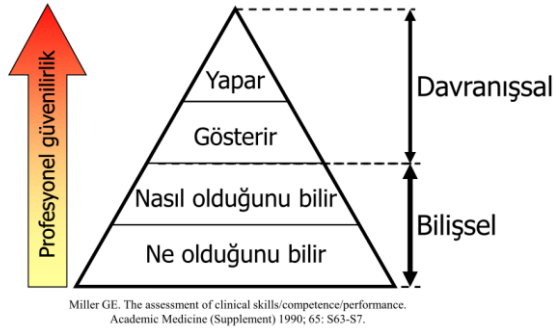 Profesyonel güvenilirlik
Yapar
Gösterir
Nasıl olduğunu bilir
Ne olduğunu bilir
Davranışsal
Bilişsel
Miller GE. The assessment of clinical skills/competence/performance.
Academic Medicine (Supplement) 1990; 65: S63-S7.